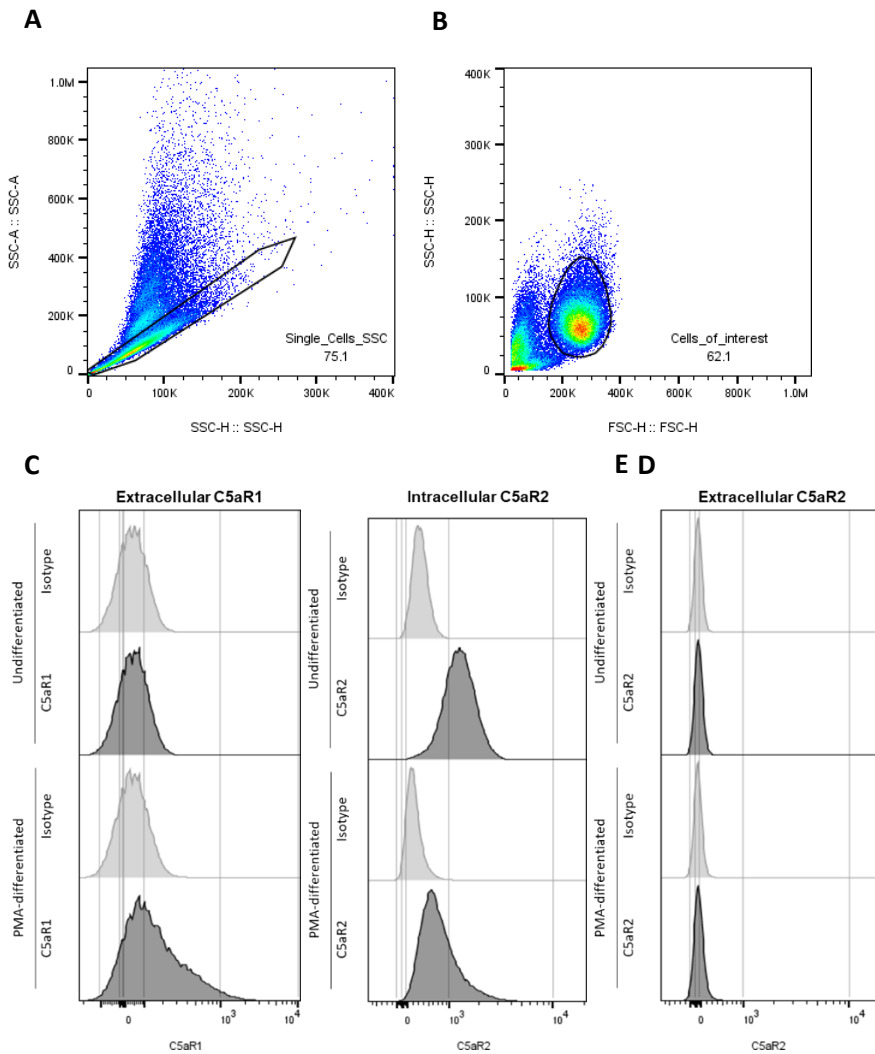 A
B
1.0M
800K
600K
400K
200K
0
SSC-A :: SSC-A
Single_Cells_SSC
75.1
0
100K
200K
300K
400K
SSC-H :: SSC-H
400K
300K
200K
100K
0
SSC-H :: SSC-H
Cells_of_interest
62.1
0
200K
400K
600K
800K
1.0M
FSC-H :: FSC-H
C
E D
Extracellular C5aR1
Undifferentiated
Isotype
C5aR1
PMA-differentiated
Isotype
C5aR1
0
10³
10⁴
C5aR1
Intracellular C5aR2
Undifferentiated
Isotype
C5aR2
PMA-differentiated
Isotype
C5aR2
0
10³
10⁴
C5aR2
Extracellular C5aR2
Undifferentiated
Isotype
C5aR2
PMA-differentiated
Isotype
C5aR2
0
10³
10⁴
C5aR2